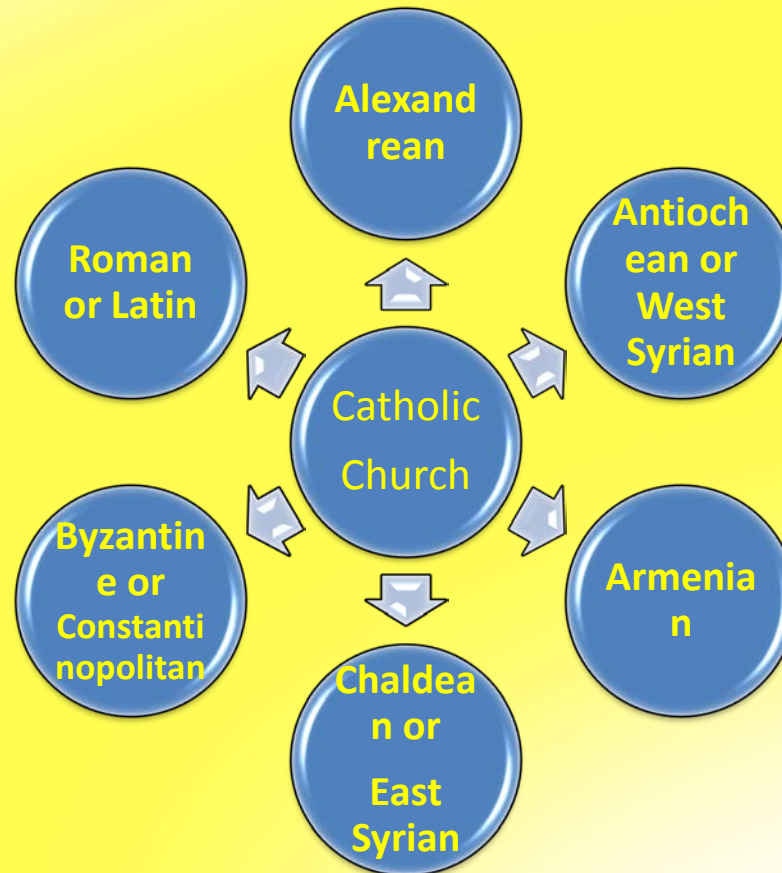 Alexand
rean
Antioch
ean or
West
Syrian
Roman
or Latin
Catholic
Church
Byzantin
e or
Constanti
nopolitan
Armenia
n
Chaldea
n or
East
Syrian